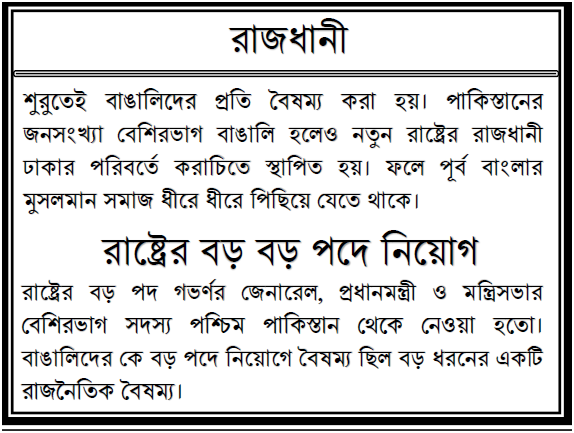 রাজধানী
শুরুতেই বাঙালিদের প্রতি বৈষম্য করা হয়। পাকিস্তানের
জনসংখ্যা বেশিরভাগ বাঙালি হলেও নতুন রাষ্ট্রের রাজধানী
ঢাকার পরিবর্তে করাচিতে স্থাপিত হয়। ফলে পূর্ব বাংলার
মুসলমান সমাজ ধীরে ধীরে পিছিয়ে যেতে থাকে।
রাষ্ট্রের বড় বড় পদে নিয়োগ
রাষ্ট্রের বড় পদ গভর্ণর জেনারেল, প্রধানমন্ত্রী ও মন্ত্রিসভার
বেশিরভাগ সদস্য পশ্চিম পাকিস্তান থেকে নেওয়া হতো।
বাঙালিদের কে বড় পদে নিয়োগে বৈষম্য ছিল বড় ধরনের একটি
রাজনৈতিক বৈষম্য।